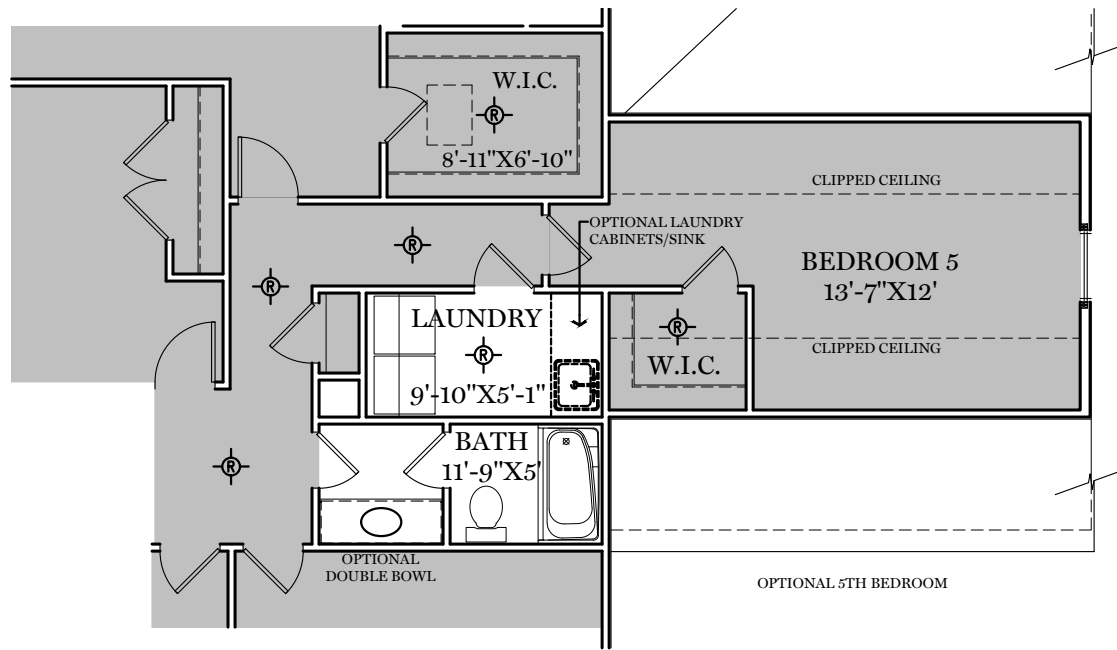 W.I.C.
R
8'-11"X6'-10"
CLIPPED CEILING
OPTIONAL LAUNDRY
CABINETS/SINK
R
BEDROOM 5
13'-7"X12'
R
LAUNDRY
R
R
CLIPPED CEILING
W.I.C.
9'-10"X5'-1"
BATH
11'-9"X5'
R
OPTIONAL
DOUBLE BOWL
OPTIONAL 5TH BEDROOM